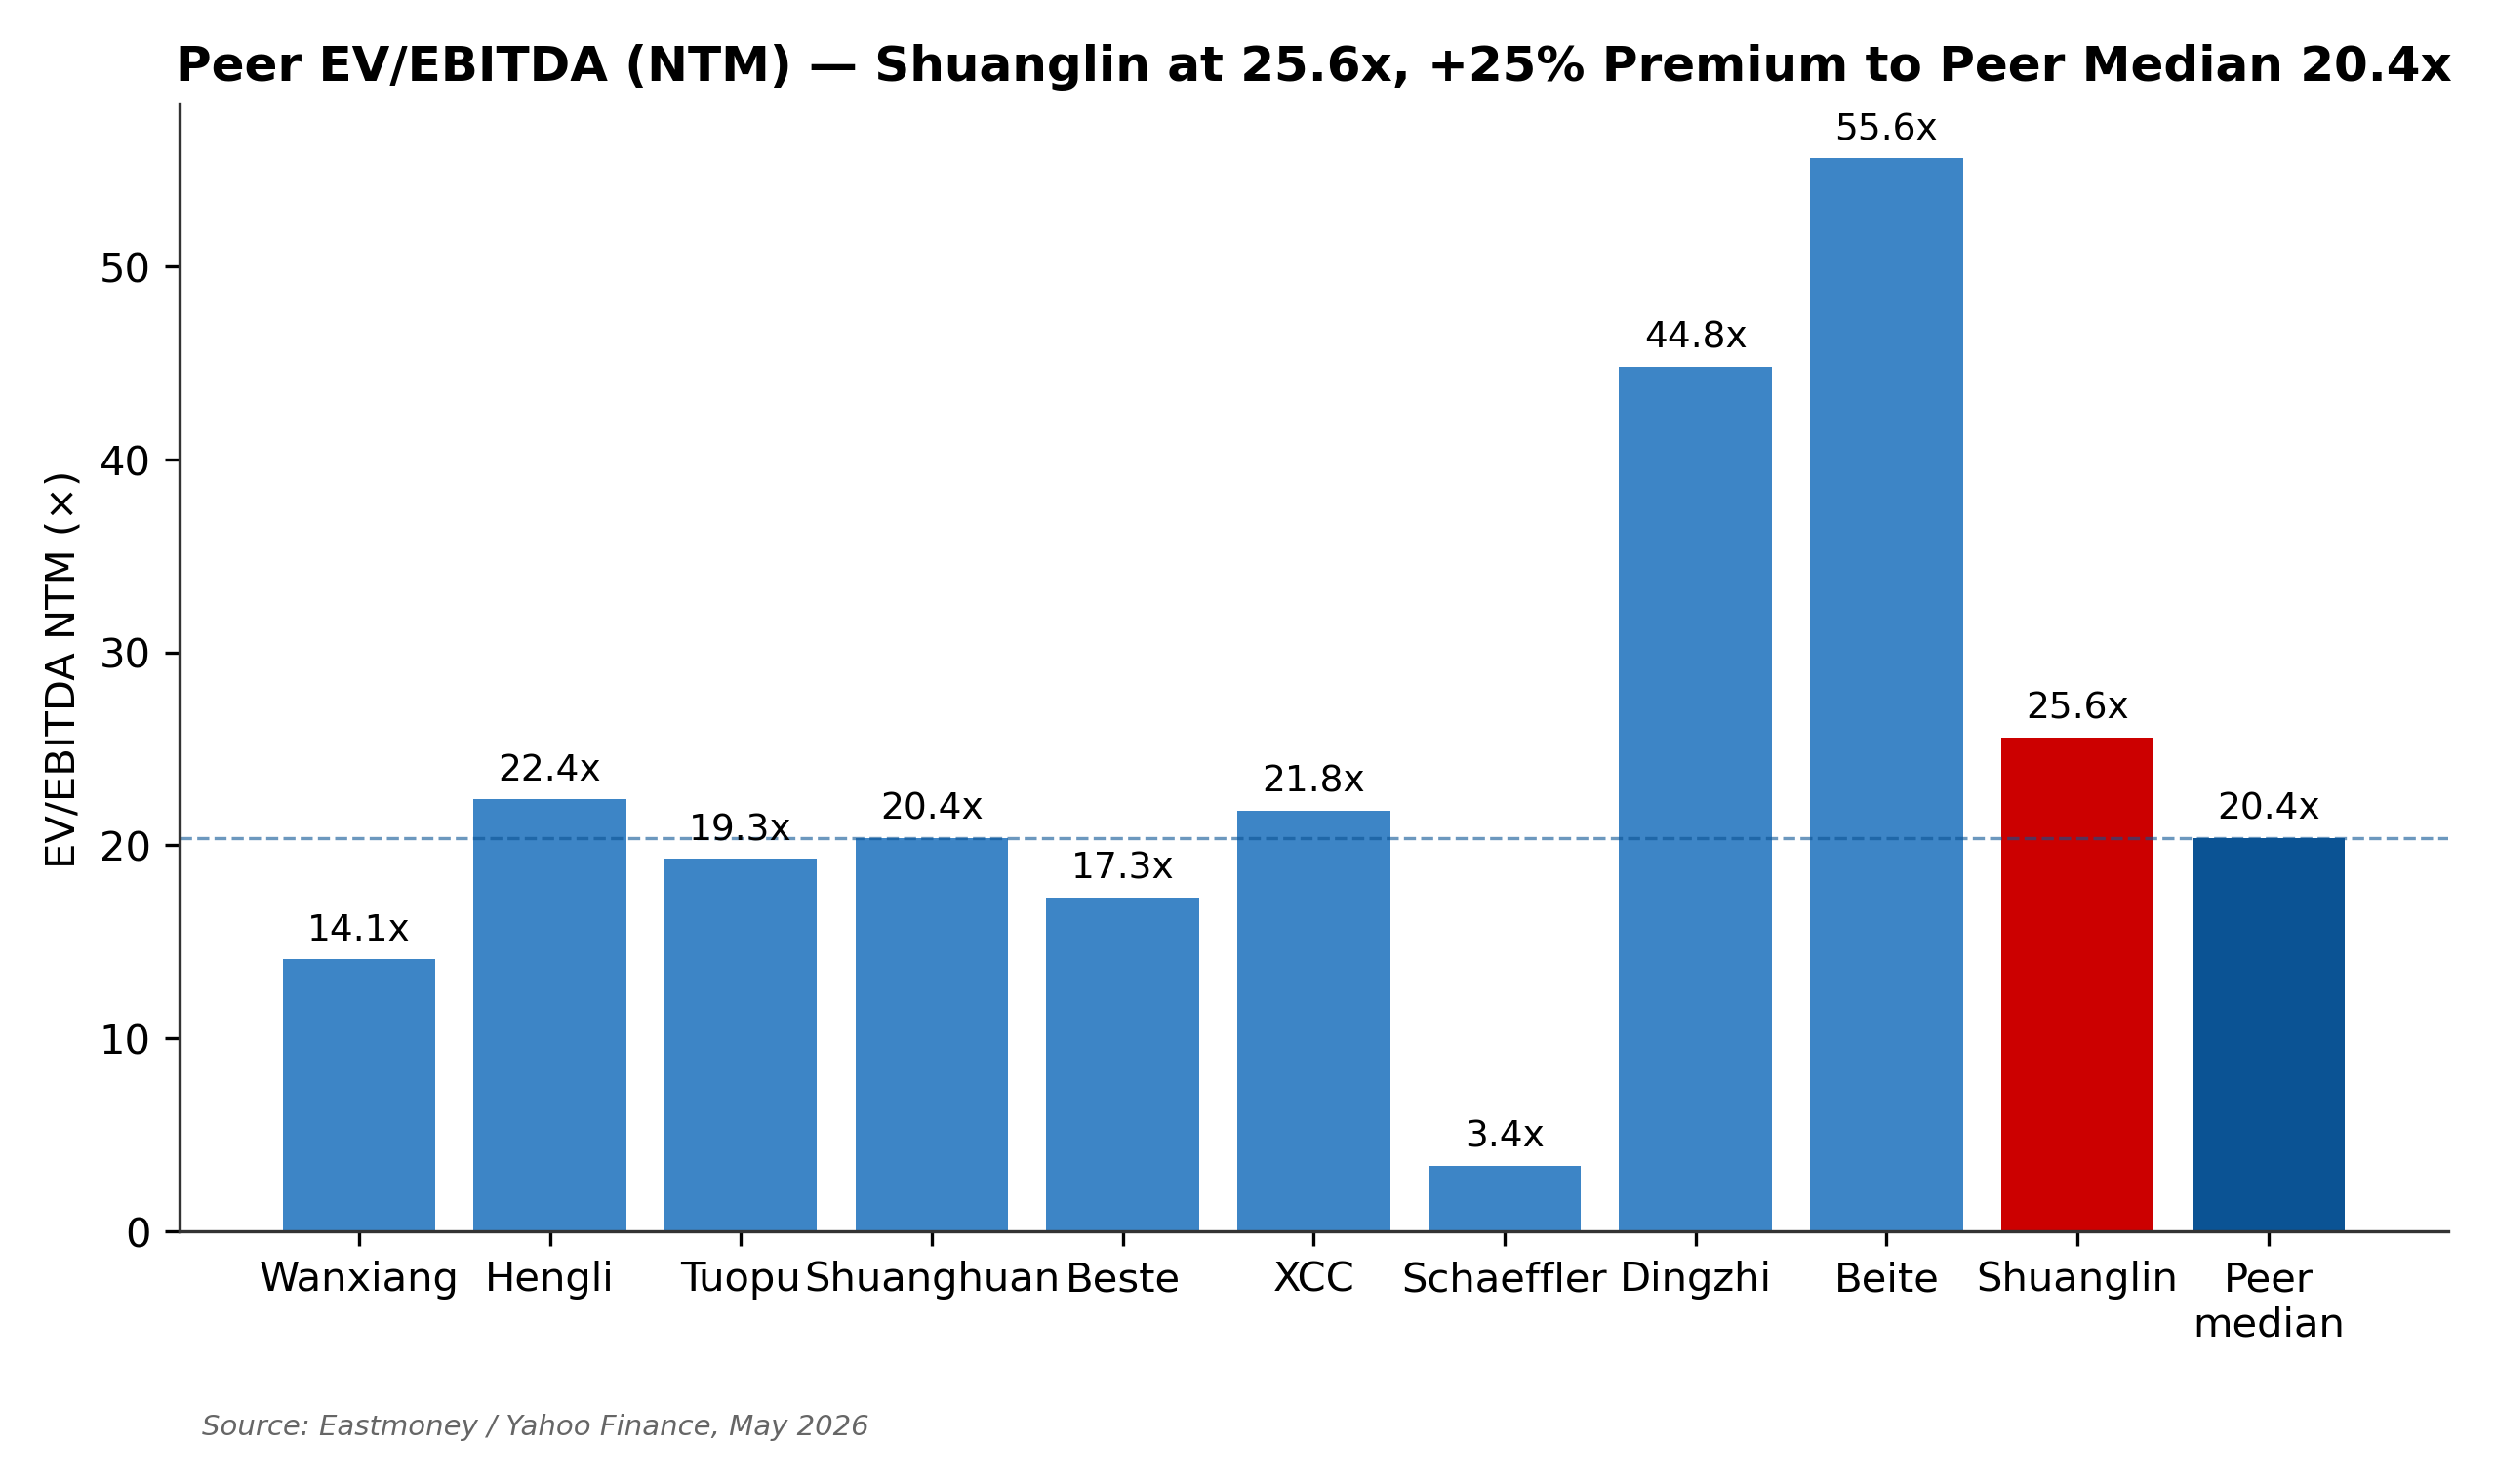 Peer EV/EBITDA (NTM) — Shuanglin at 25.6x, +25% Premium to Peer Median 20.4x
EV/EBITDA NTM (×)
50
40
30
20
10
0
14.1x
22.4x
19.3x
20.4x
17.3x
21.8x
3.4x
44.8x
55.6x
25.6x
20.4x
Wanxiang
Hengli
Tuopu
Shuanghuan
Beste
XCC
Schaeffler
Dingzhi
Beite
Shuanglin
Peer
median
Source: Eastmoney / Yahoo Finance, May 2026